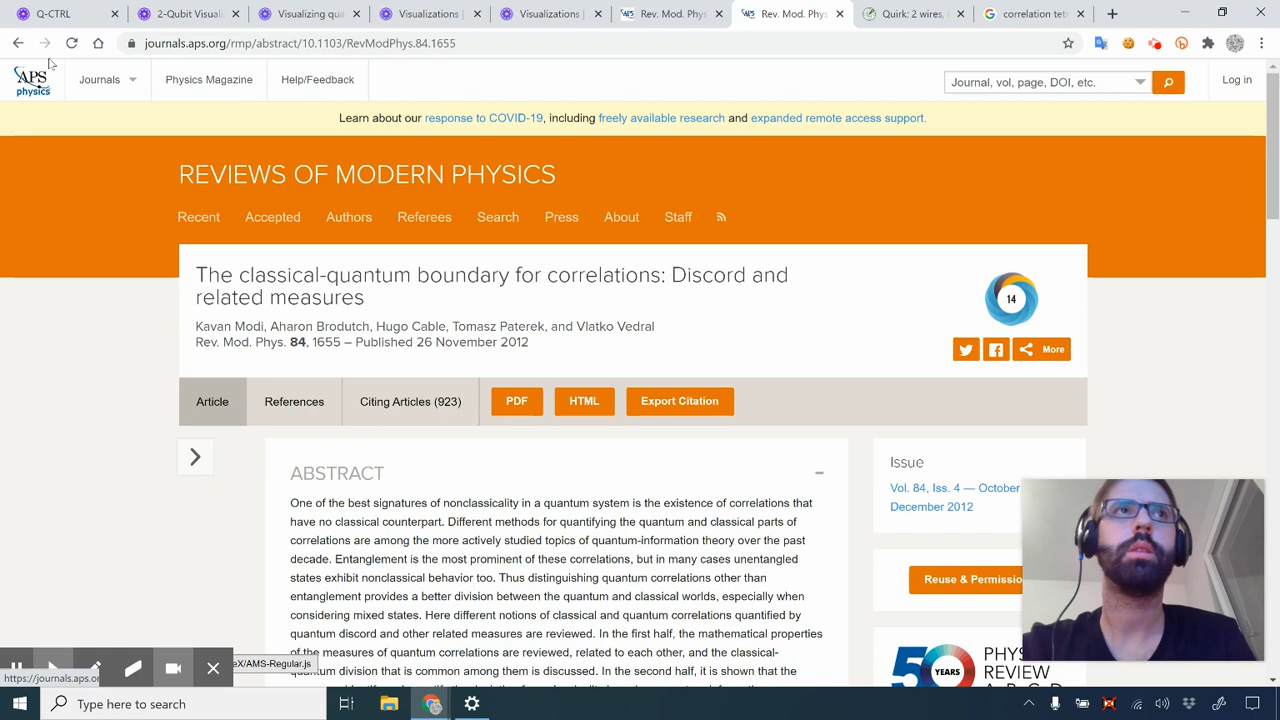 Q-CTRL
2-Qubit Visuali
Visualizing qua
Visualizations
Visualizations
Rev. Mod. Phys
Rev. Mod. Phys
Quirk: 2 wires,
correlation tet
journals.aps.org/rmp/abstract/10.1103/RevModPhys.84.1655
APS
physics
Journals
Physics Magazine
Help/Feedback
Journal, vol, page, DOI, etc.
Log in
Learn about our response to COVID-19, including freely available research and expanded remote access support.
REVIEWS OF MODERN PHYSICS
Recent Accepted Authors Referees Search Press About Staff
The classical-quantum boundary for correlations: Discord and
related measures
14
Kavan Modi, Aharon Brodutch, Hugo Cable, Tomasz Paterek, and Vlatko Vedral
Rev. Mod. Phys. 84, 1655 – Published 26 November 2012
More
Article References Citing Articles (923) PDF HTML Export Citation
ABSTRACT
One of the best signatures of nonclassicality in a quantum system is the existence of correlations that
have no classical counterpart. Different methods for quantifying the quantum and classical parts of
correlations are among the more actively studied topics of quantum-information theory over the past
decade. Entanglement is the most prominent of these correlations, but in many cases unentangled
states exhibit nonclassical behavior too. Thus distinguishing quantum correlations other than
entanglement provides a better division between the quantum and classical worlds, especially when
considering mixed states. Here different notions of classical and quantum correlations quantified by
quantum discord and other related measures are reviewed. In the first half, the mathematical properties
of the measures of quantum correlations are reviewed, related to each other, and the classical-
quantum division that is common among them is discussed. In the second half, it is shown that the
Issue
Vol. 84, Iss. 4 — October
December 2012
Reuse & Permissio
50
YEARS
PHY
REVIEW
eX/AMS-Regular.js
https://journals.aps.or
Type here to search